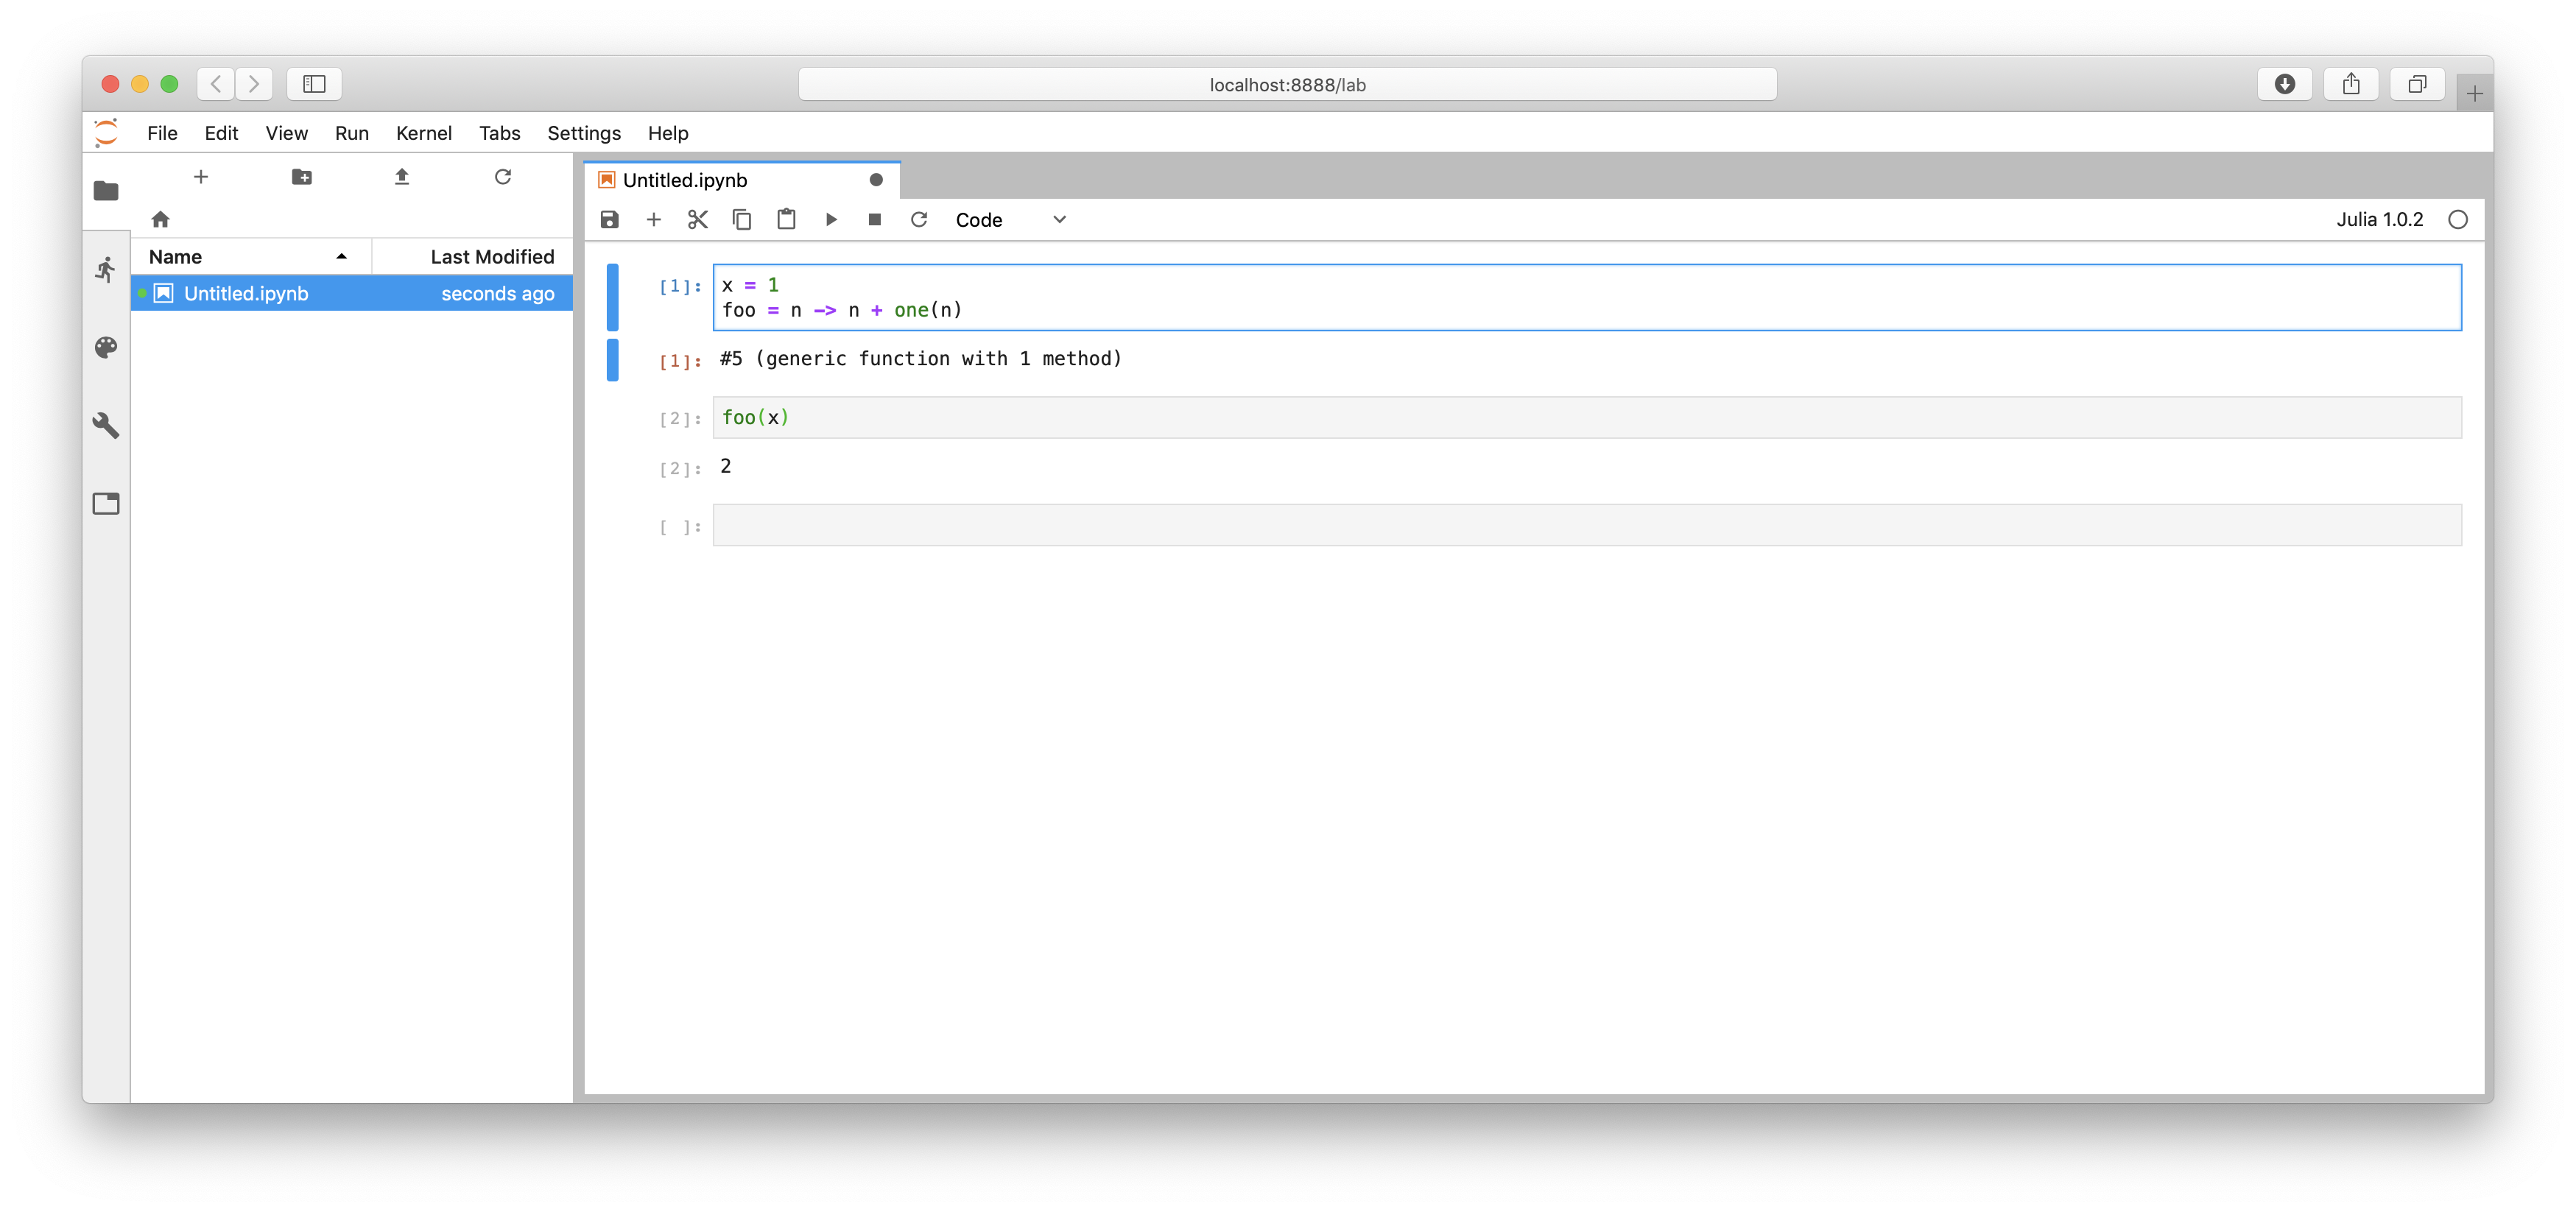 localhost:8888/lab
File Edit View Run Kernel Tabs Settings Help
Untitled.ipynb
Code
Julia 1.0.2
Name Last Modified
Untitled.ipynb seconds ago
[1]: x = 1
foo = n -> n + one(n)
[1]: #5 (generic function with 1 method)
[2]: foo(x)
[2]: 2
[ ]: